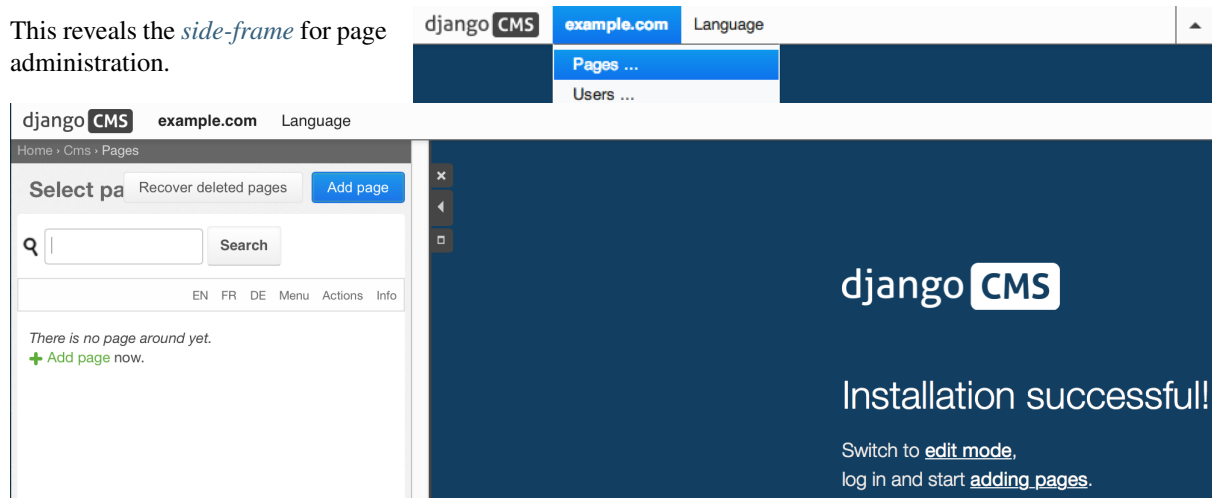 This reveals the side-frame for page
administration.
django CMS example.com Language
Pages ...
Users ...
django CMS example.com Language
Home › Cms › Pages
Select pa Recover deleted pages Add page
Search
EN FR DE Menu Actions Info
There is no page around yet.
Add page now.
django CMS
Installation successful!
Switch to edit mode,
log in and start adding pages.